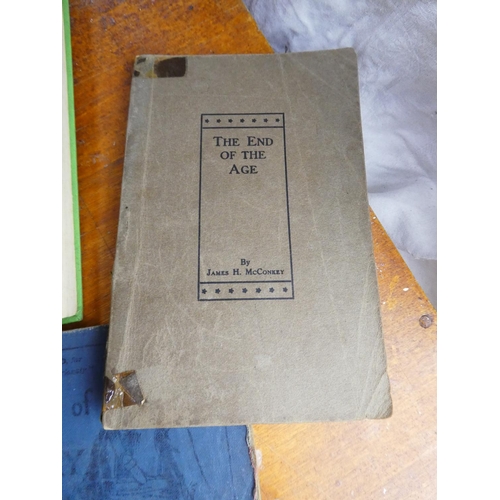 THE END
OF THE
AGE
By
JAMES H. MCCONKEY